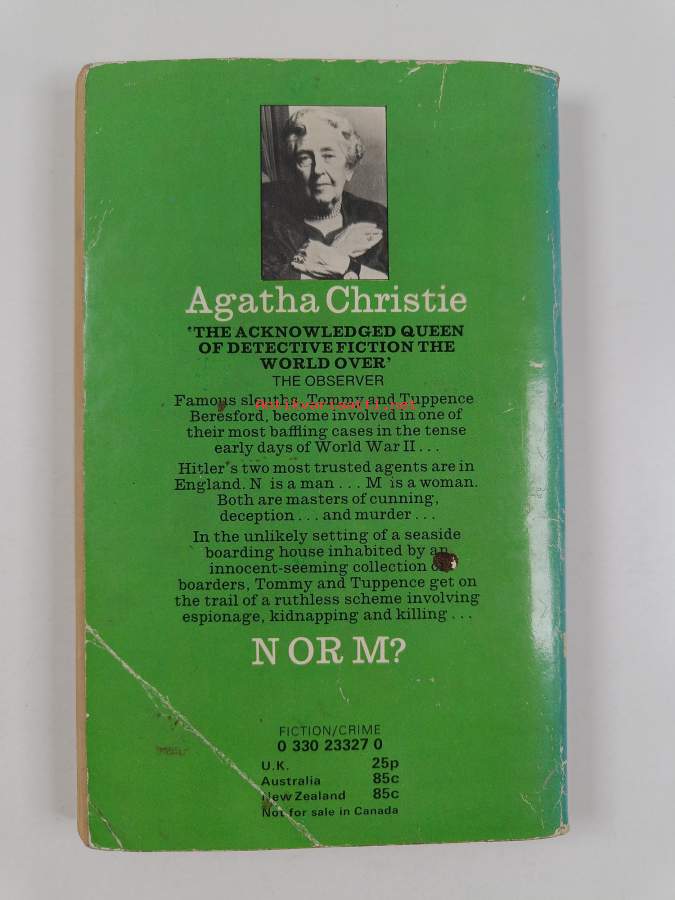 Agatha Christie
‘THE ACKNOWLEDGED QUEEN
OF DETECTIVE FICTION THE
WORLD OVER’
THE OBSERVER
Famous sleuths, Tommy and Tuppence
Antikvariaatti.net
Beresford, become involved in one of
their most baffling cases in the tense
early days of World War II . . .
Hitler's two most trusted agents are in
England. N is a man . . . M is a woman.
Both are masters of cunning,
deception . . . and murder . . .
In the unlikely setting of a seaside
boarding house inhabited by an
innocent-seeming collection
boarders, Tommy and Tuppence get on
the trail of a ruthless scheme involving
espionage, kidnapping and killing . . .
N OR M?
FICTION/CRIME
0 330 23327 0
U.K. 25p
Australia 85c
New Zealand 85c
Not for sale in Canada